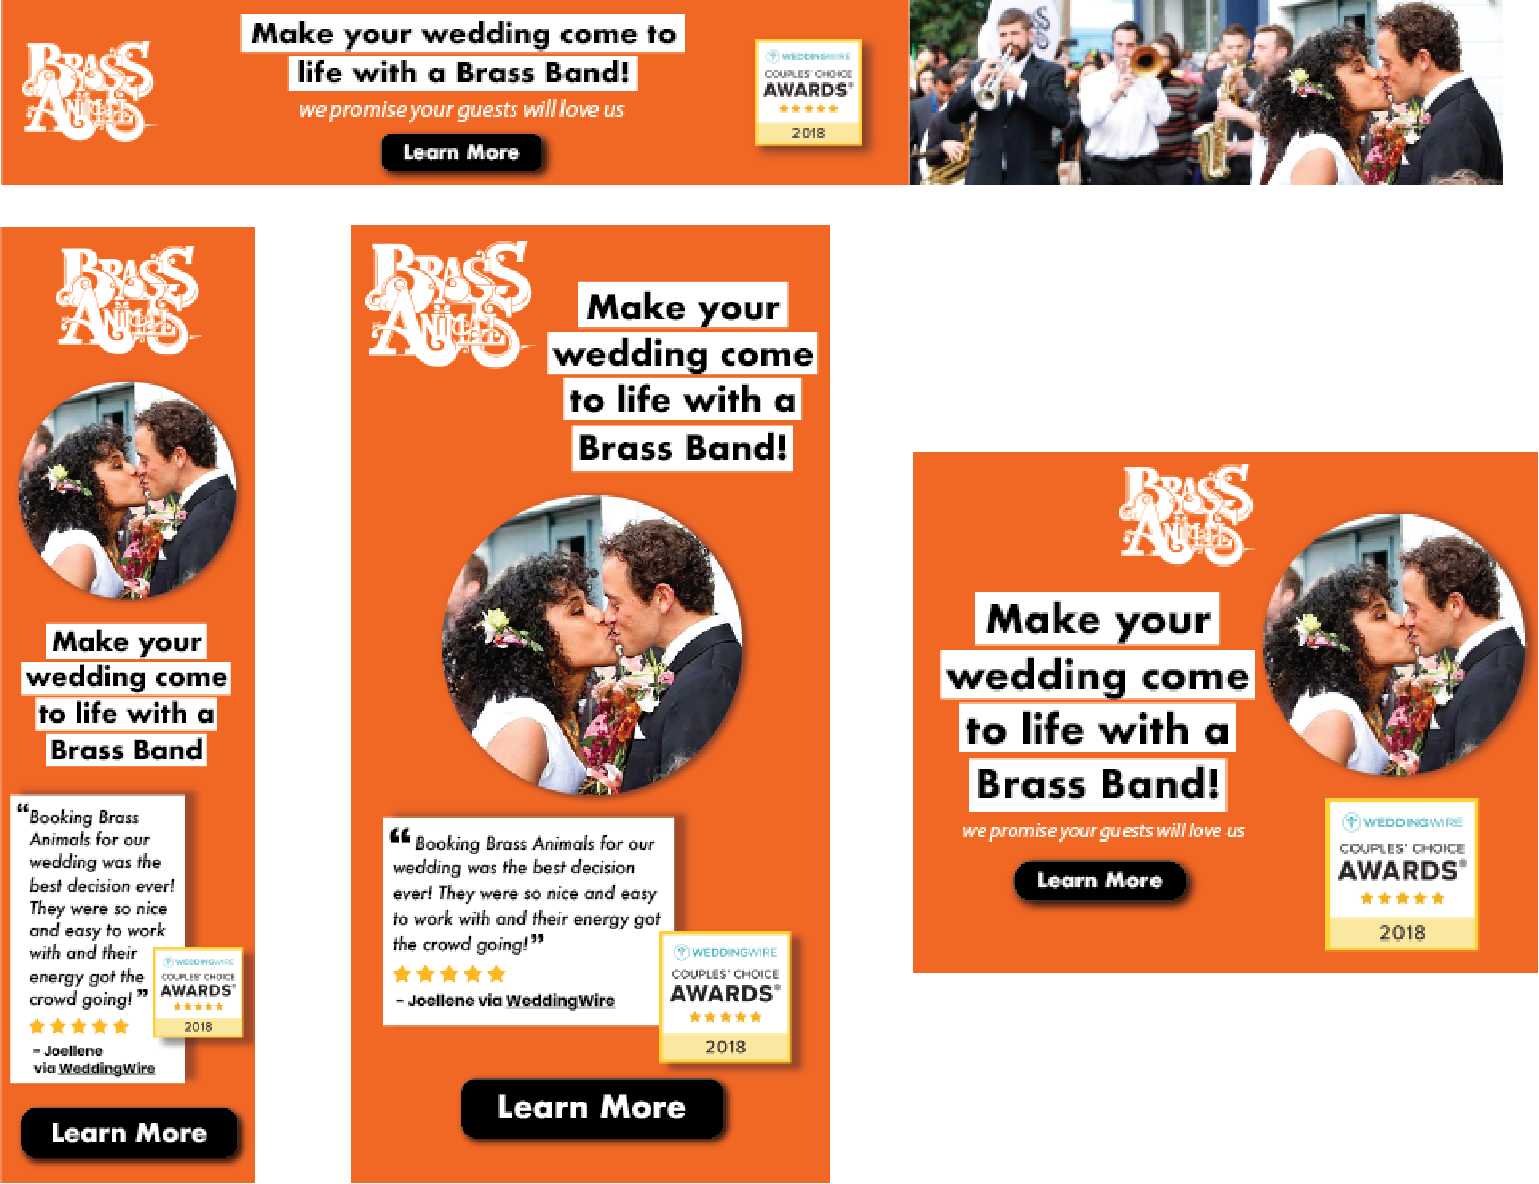 BRASS
ANIMALS
Make your wedding come to
life with a Brass Band!
we promise your guests will love us
Learn More
WEDDINGWIRE
COUPLES' CHOICE
AWARDS®
2018
BRASS
ANIMALS
Make your
wedding come
to life with a
Brass Band
“Booking Brass
Animals for our
wedding was the
best decision ever!
They were so nice
and easy to work
with and their
energy got the
crowd going! ”
– Joellene
via WeddingWire
WEDDINGWIRE
COUPLES' CHOICE
AWARDS®
2018
Learn More
BRASS
ANIMALS
Make your
wedding come
to life with a
Brass Band!
“ Booking Brass Animals for our
wedding was the best decision
ever! They were so nice and easy
to work with and their energy got
the crowd going! ”
– Joellene via WeddingWire
WEDDINGWIRE
COUPLES' CHOICE
AWARDS®
2018
Learn More
BRASS
ANIMALS
Make your
wedding come
to life with a
Brass Band!
we promise your guests will love us
Learn More
WEDDINGWIRE
COUPLES' CHOICE
AWARDS®
2018